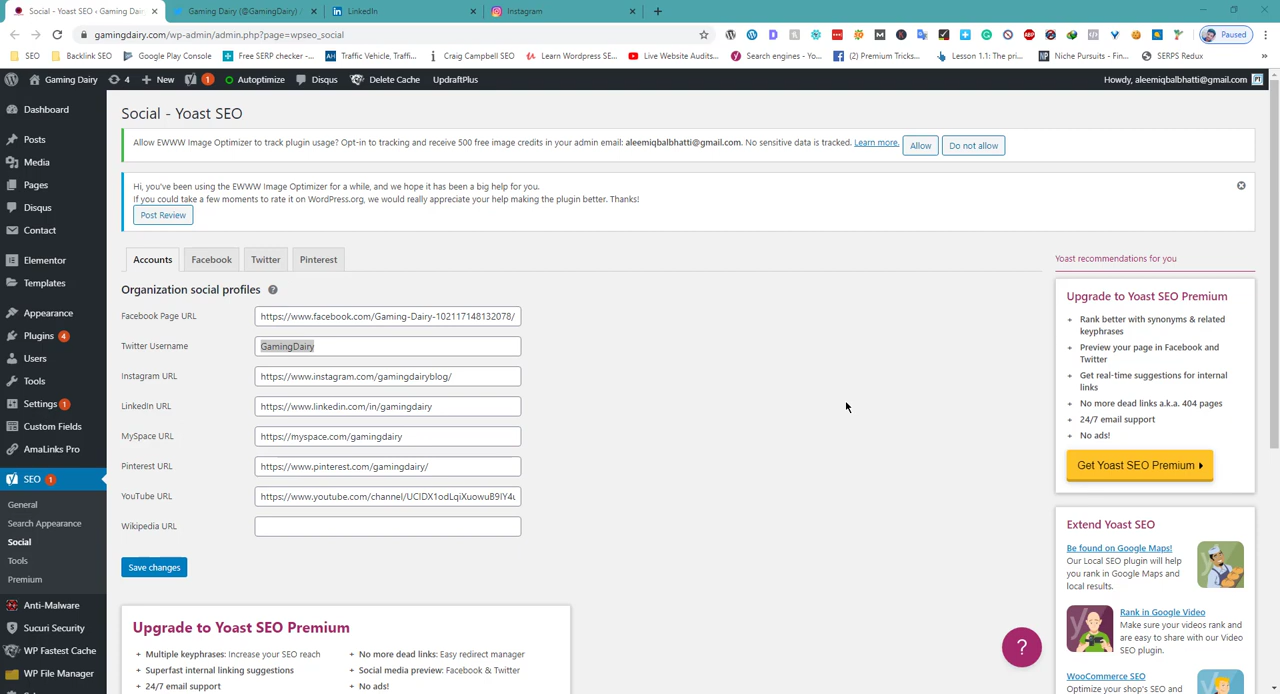 Social - Yoast SEO ‹ Gaming Dai
Gaming Dairy (@GamingDairy) /
LinkedIn
Instagram
gamingdairy.com/wp-admin/admin.php?page=wpseo_social
Paused
SEO
Backlink SEO
Google Play Console
Free SERP checker -...
Traffic Vehicle, Traffi...
Craig Campbell SEO
Learn Wordpress SE...
Live Website Audits...
Search engines - Yo...
(2) Premium Tricks...
Lesson 1.1: The pri...
Niche Pursuits - Fin...
SERPS Redux
Gaming Dairy
4
New
1
Autoptimize
Disqus
Delete Cache
UpdraftPlus
Howdy, aleemiqbalbhatti@gmail.com
Dashboard
Posts
Media
Pages
Disqus
Contact
Elementor
Templates
Appearance
Plugins 4
Users
Tools
Settings 1
Custom Fields
AmaLinks Pro
SEO 1
General
Search Appearance
Social
Tools
Premium
Anti-Malware
Sucuri Security
WP Fastest Cache
WP File Manager
Social - Yoast SEO
Allow EWWW Image Optimizer to track plugin usage? Opt-in to tracking and receive 500 free image credits in your admin email: aleemiqbalbhatti@gmail.com. No sensitive data is tracked. Learn more. Allow Do not allow
Hi, you've been using the EWWW Image Optimizer for a while, and we hope it has been a big help for you.
If you could take a few moments to rate it on WordPress.org, we would really appreciate your help making the plugin better. Thanks!
Post Review
Accounts Facebook Twitter Pinterest
Organization social profiles ?
Facebook Page URL https://www.facebook.com/Gaming-Dairy-102117148132078/
Twitter Username GamingDairy
Instagram URL https://www.instagram.com/gamingdairyblog/
LinkedIn URL https://www.linkedin.com/in/gamingdairy
MySpace URL https://myspace.com/gamingdairy
Pinterest URL https://www.pinterest.com/gamingdairy/
YouTube URL https://www.youtube.com/channel/UCIDX1odLqiXuowuB9IY4u
Wikipedia URL
Save changes
Upgrade to Yoast SEO Premium
+ Multiple keyphrases: Increase your SEO reach
+ No more dead links: Easy redirect manager
+ Superfast internal linking suggestions
+ Social media preview: Facebook & Twitter
+ 24/7 email support
+ No ads!
Yoast recommendations for you
Upgrade to Yoast SEO Premium
+ Rank better with synonyms & related
keyphrases
+ Preview your page in Facebook and
Twitter
+ Get real-time suggestions for internal
links
+ No more dead links a.k.a. 404 pages
+ 24/7 email support
+ No ads!
Get Yoast SEO Premium
Extend Yoast SEO
Be found on Google Maps!
Our Local SEO plugin will help
you rank in Google Maps and
local results.
Rank in Google Video
Make sure your videos rank and
are easy to share with our Video
SEO plugin.
WooCommerce SEO
Optimize your shop's SEO and
?